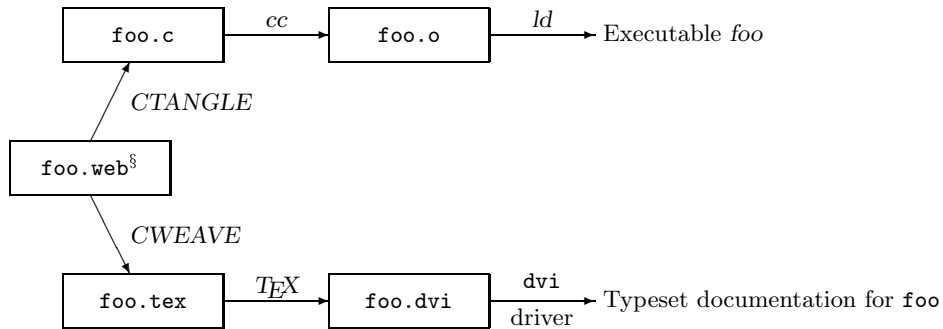 cc
ld
foo.c
foo.o
Executable foo
CTANGLE
foo.web§
CWEAVE
TEX
dvi
foo.tex
foo.dvi
Typeset documentation for foo
driver